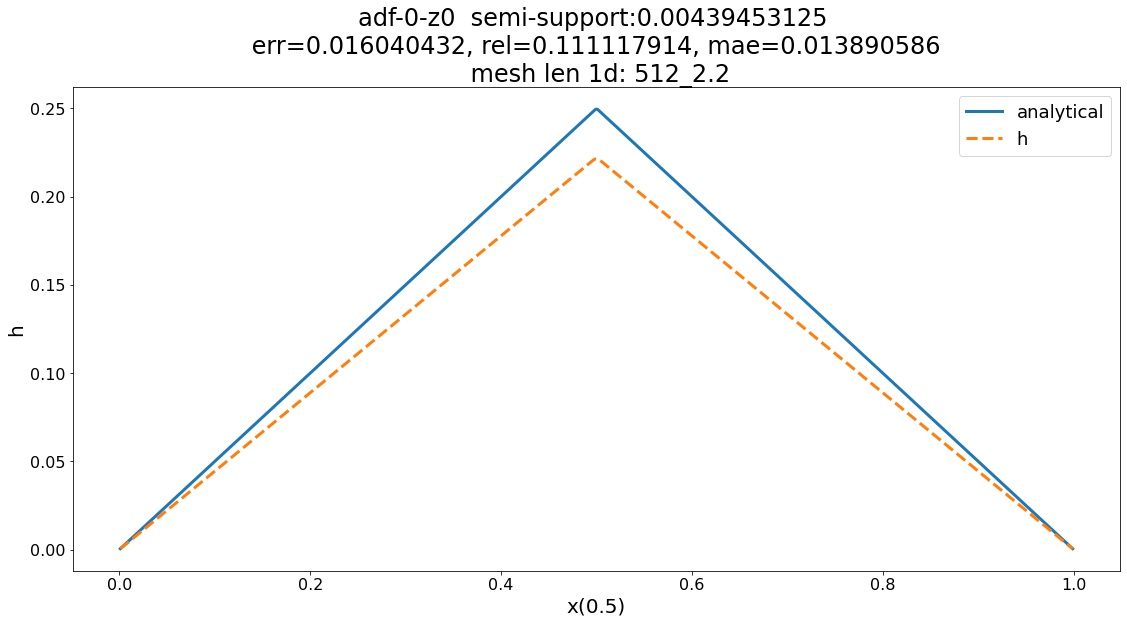 adf-0-z0  semi-support:0.00439453125
err=0.016040432, rel=0.111117914, mae=0.013890586
mesh len 1d: 512_2.2
analytical
h
0.25
0.20
0.15
0.10
0.05
0.00
h
0.0
0.2
0.4
0.6
0.8
1.0
x(0.5)